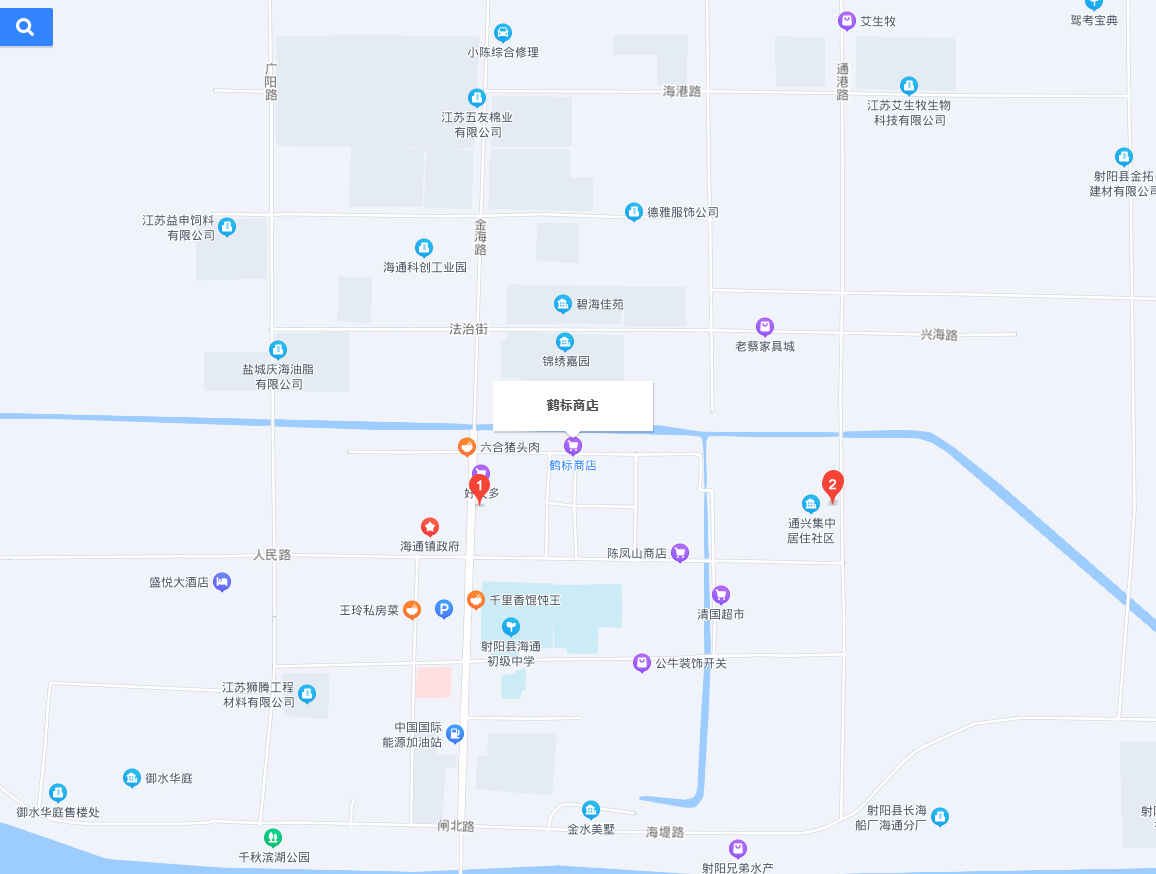 艾生牧
驾考宝典
小陈综合修理
广阳路
通港路
海港路
江苏五友棉业
有限公司
江苏艾生牧生物
科技有限公司
射阳县金拓
建材有限公司
江苏益申饲料
有限公司
德雅服饰公司
金海路
海通科创工业园
碧海佳苑
法治街
兴海路
老蔡家具城
锦绣嘉园
盐城庆海油脂
有限公司
鹤标商店
六合猪头肉
鹤标商店
1
2
通兴集中
居住社区
海通镇政府
人民路
陈凤山商店
盛悦大酒店
千里香馄饨王
王玲私房菜
P
清国超市
射阳县海通
初级中学
公牛装饰开关
江苏狮腾工程
材料有限公司
中国国际
能源加油站
御水华庭
御水华庭售楼处
射阳县长海
船厂海通分厂
射阳
闸北路
金水美墅
海堤路
千秋滨湖公园
射阳兄弟水产